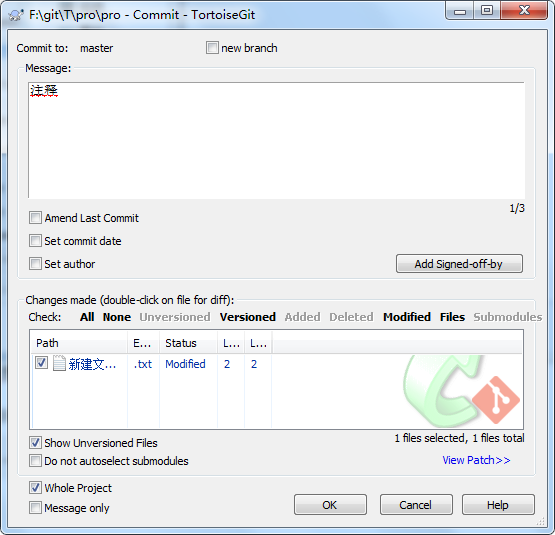 F:\git\T\pro\pro - Commit - TortoiseGit
Commit to: master new branch
Message:
注释
1/3
Amend Last Commit
Set commit date
Set author
Add Signed-off-by
Changes made (double-click on file for diff):
Check: All None Unversioned Versioned Added Deleted Modified Files Submodules
Path E... Status L... L...
新建文... .txt Modified 2 2
Show Unversioned Files
1 files selected, 1 files total
Do not autoselect submodules
View Patch>>
Whole Project
Message only
OK Cancel Help